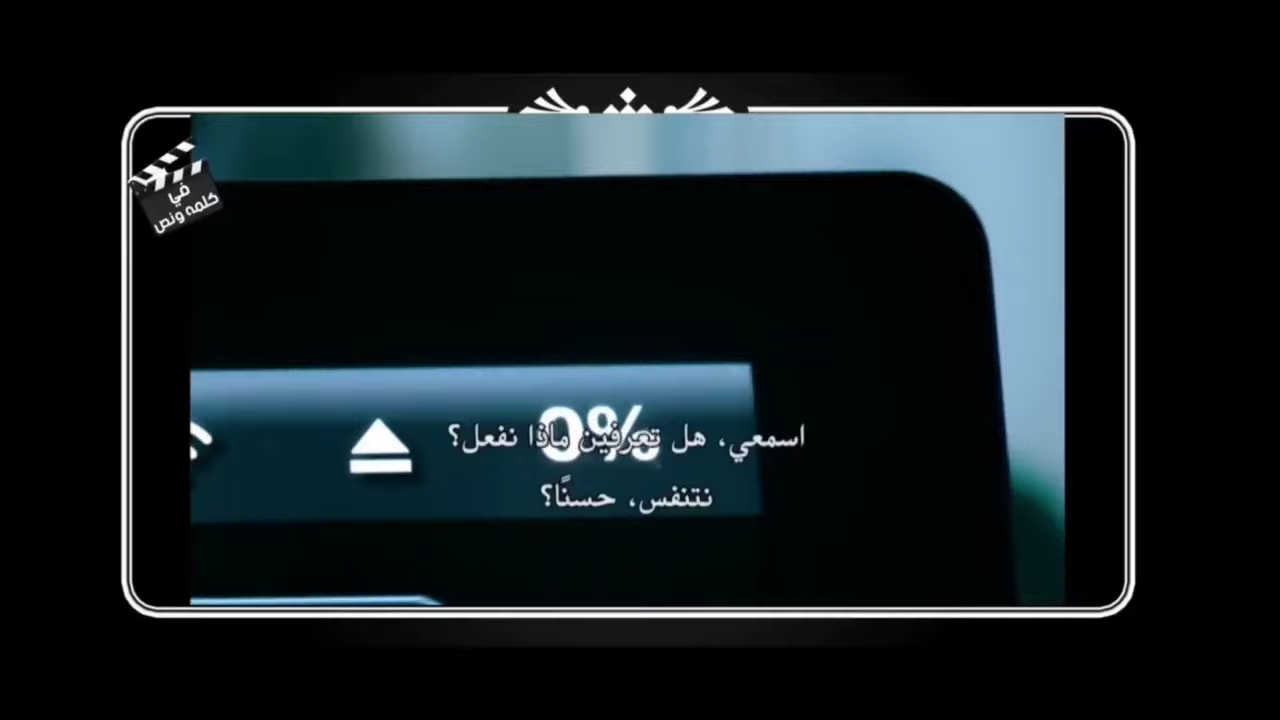 في
كلمه ونص
0%
اسمعي، هل تعرفين ماذا نفعل؟
نتنفس، حسنًا؟